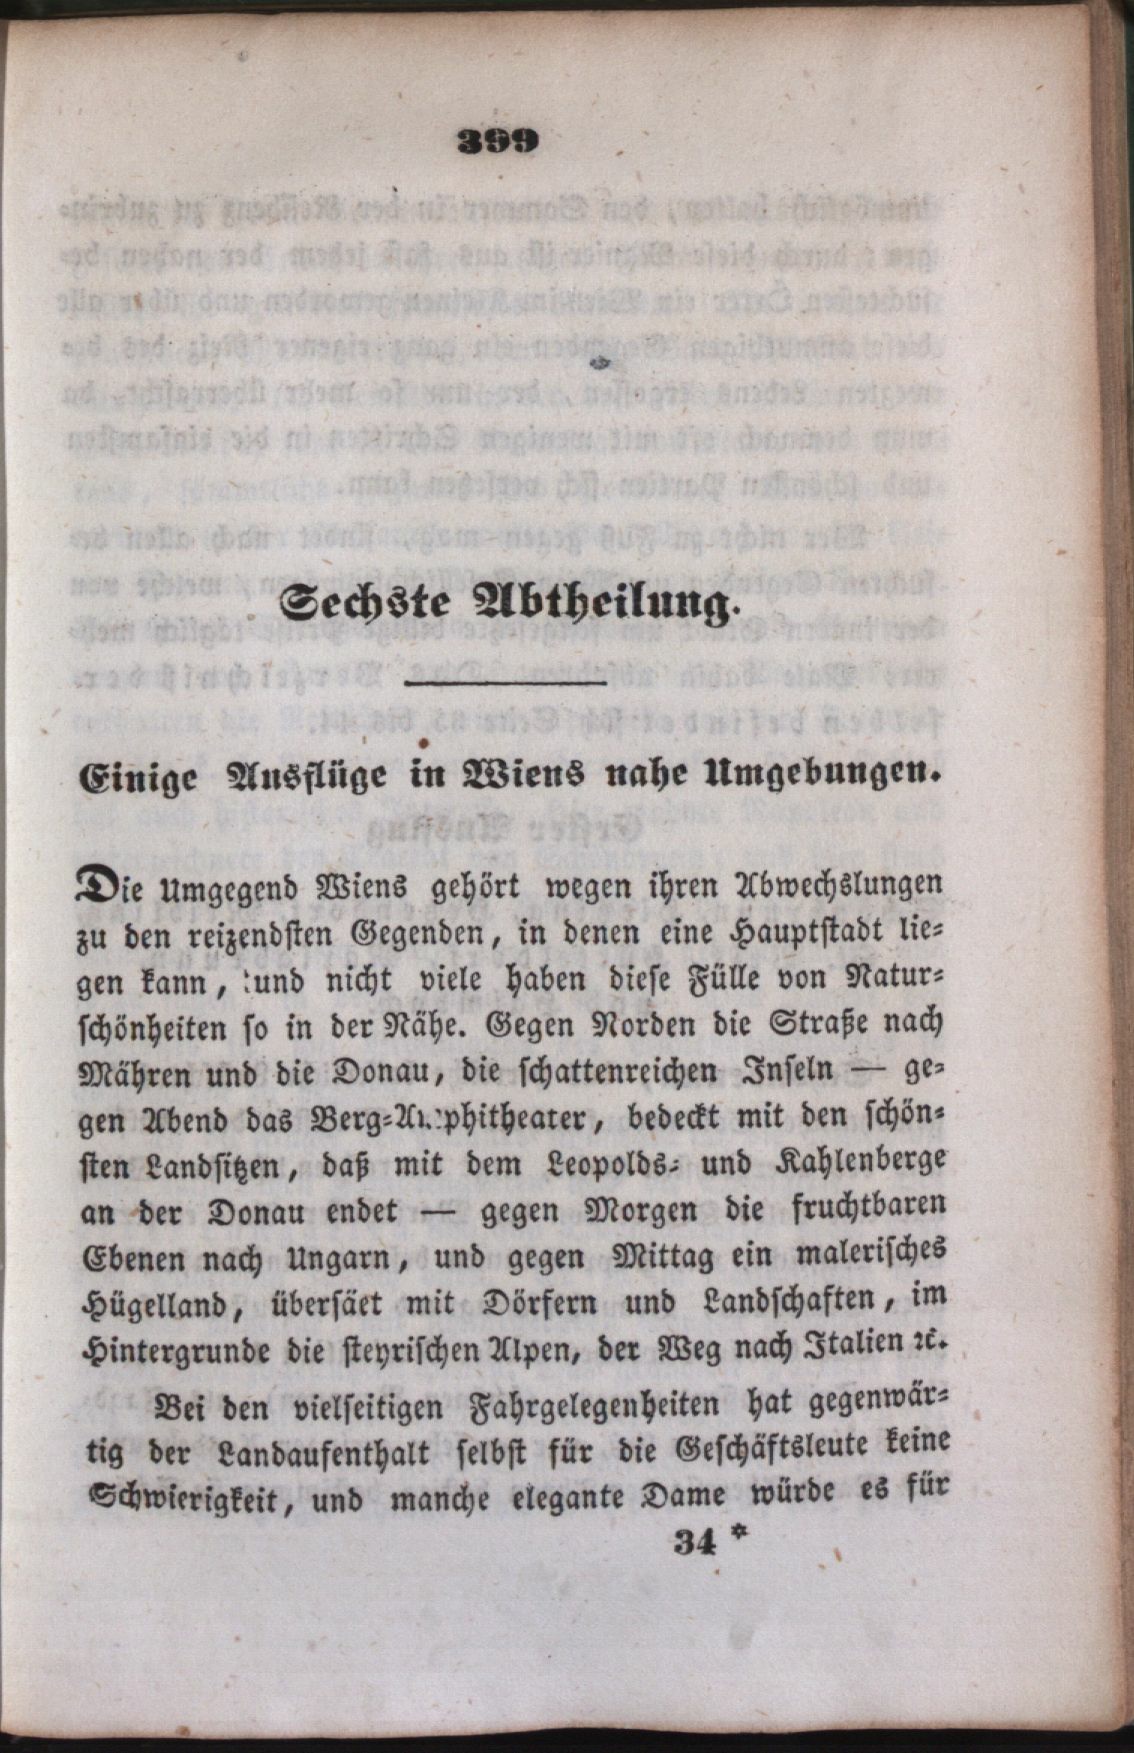 399
Sechste Abtheilung.
Einige Ausflüge in Wiens nahe Umgebungen.
Die Umgegend Wiens gehört wegen ihren Abwechslungen
zu den reizendsten Gegenden, in denen eine Hauptstadt lie-
gen kann, und nicht viele haben diese Fülle von Natur-
schönheiten so in der Nähe. Gegen Norden die Straße nach
Mähren und die Donau, die schattenreichen Inseln — ge-
gen Abend das Berg-Amphitheater, bedeckt mit den schön-
sten Landsitzen, daß mit dem Leopolds- und Kahlenberge
an der Donau endet — gegen Morgen die fruchtbaren
Ebenen nach Ungarn, und gegen Mittag ein malerisches
Hügelland, übersäet mit Dörfern und Landschaften, im
Hintergrunde die steyrischen Alpen, der Weg nach Italien ꝛc.
Bei den vielseitigen Fahrgelegenheiten hat gegenwär-
tig der Landaufenthalt selbst für die Geschäftsleute keine
Schwierigkeit, und manche elegante Dame würde es für
34 *